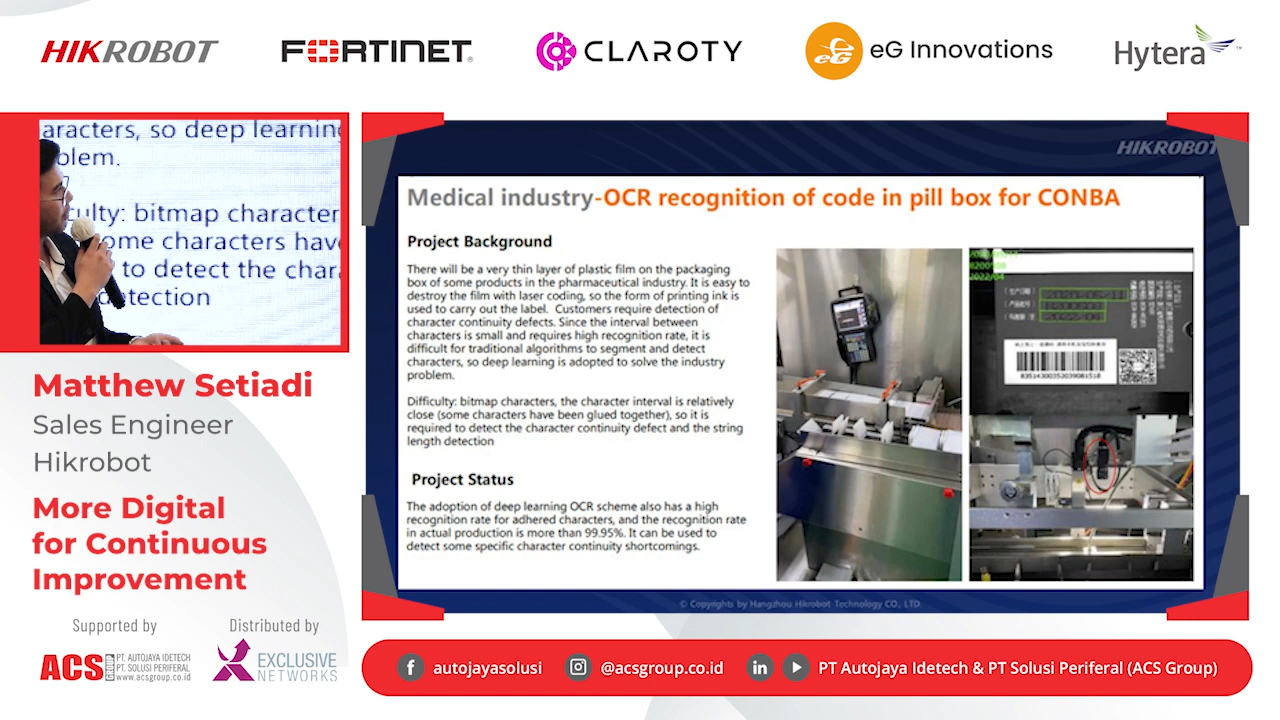 HIKROBOT
FORTINET
CLAROTY
eG eG Innovations
Hytera
aracters, so deep learning
blem.
culty: bitmap character
ome characters have
to detect the chara
detection
Matthew Setiadi
Sales Engineer
Hikrobot
More Digital
for Continuous
Improvement
Supported by
Distributed by
ACS
PT. AUTOJAYA IDETECH
PT. SOLUSI PERIFERAL
www.acsgroup.co.id
EXCLUSIVE
NETWORKS
HIKROBOT
Medical industry-OCR recognition of code in pill box for CONBA
Project Background
There will be a very thin layer of plastic film on the packaging
box of some products in the pharmaceutical industry. It is easy to
destroy the film with laser coding, so the form of printing ink is
used to carry out the label. Customers require detection of
character continuity defects. Since the interval between
characters is small and requires high recognition rate, it is
difficult for traditional algorithms to segment and detect
characters, so deep learning is adopted to solve the industry
problem.
Difficulty: bitmap characters, the character interval is relatively
close (some characters have been glued together), so it is
required to detect the character continuity defect and the string
length detection
Project Status
The adoption of deep learning OCR scheme also has a high
recognition rate for adhered characters, and the recognition rate
in actual production is more than 99.95%. It can be used to
detect some specific character continuity shortcomings.
生产日期
2022/04
83514300352039081518
© Copyrights by Hangzhou Hikrobot Technology CO., LTD.
autojayasolusi
@acsgroup.co.id
PT Autojaya Idetech & PT Solusi Periferal (ACS Group)